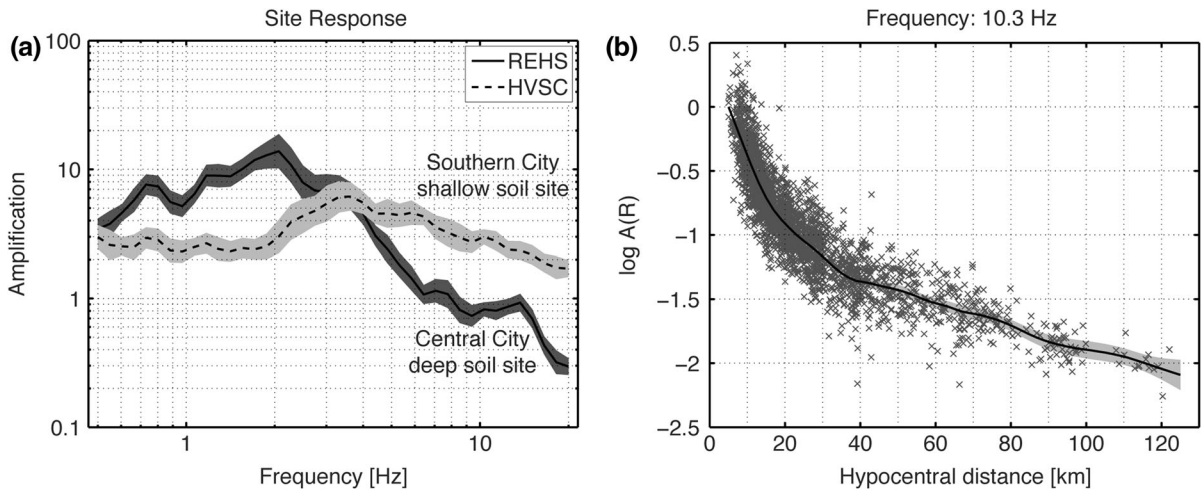 Site Response
(a)
100
10
1
0.1
Amplification
REHS
HVSC
Southern City
shallow soil site
Central City
deep soil site
1
10
Frequency [Hz]
Frequency: 10.3 Hz
(b)
0.5
0
−0.5
−1
−1.5
−2
−2.5
log A(R)
0
20
40
60
80
100
120
Hypocentral distance [km]